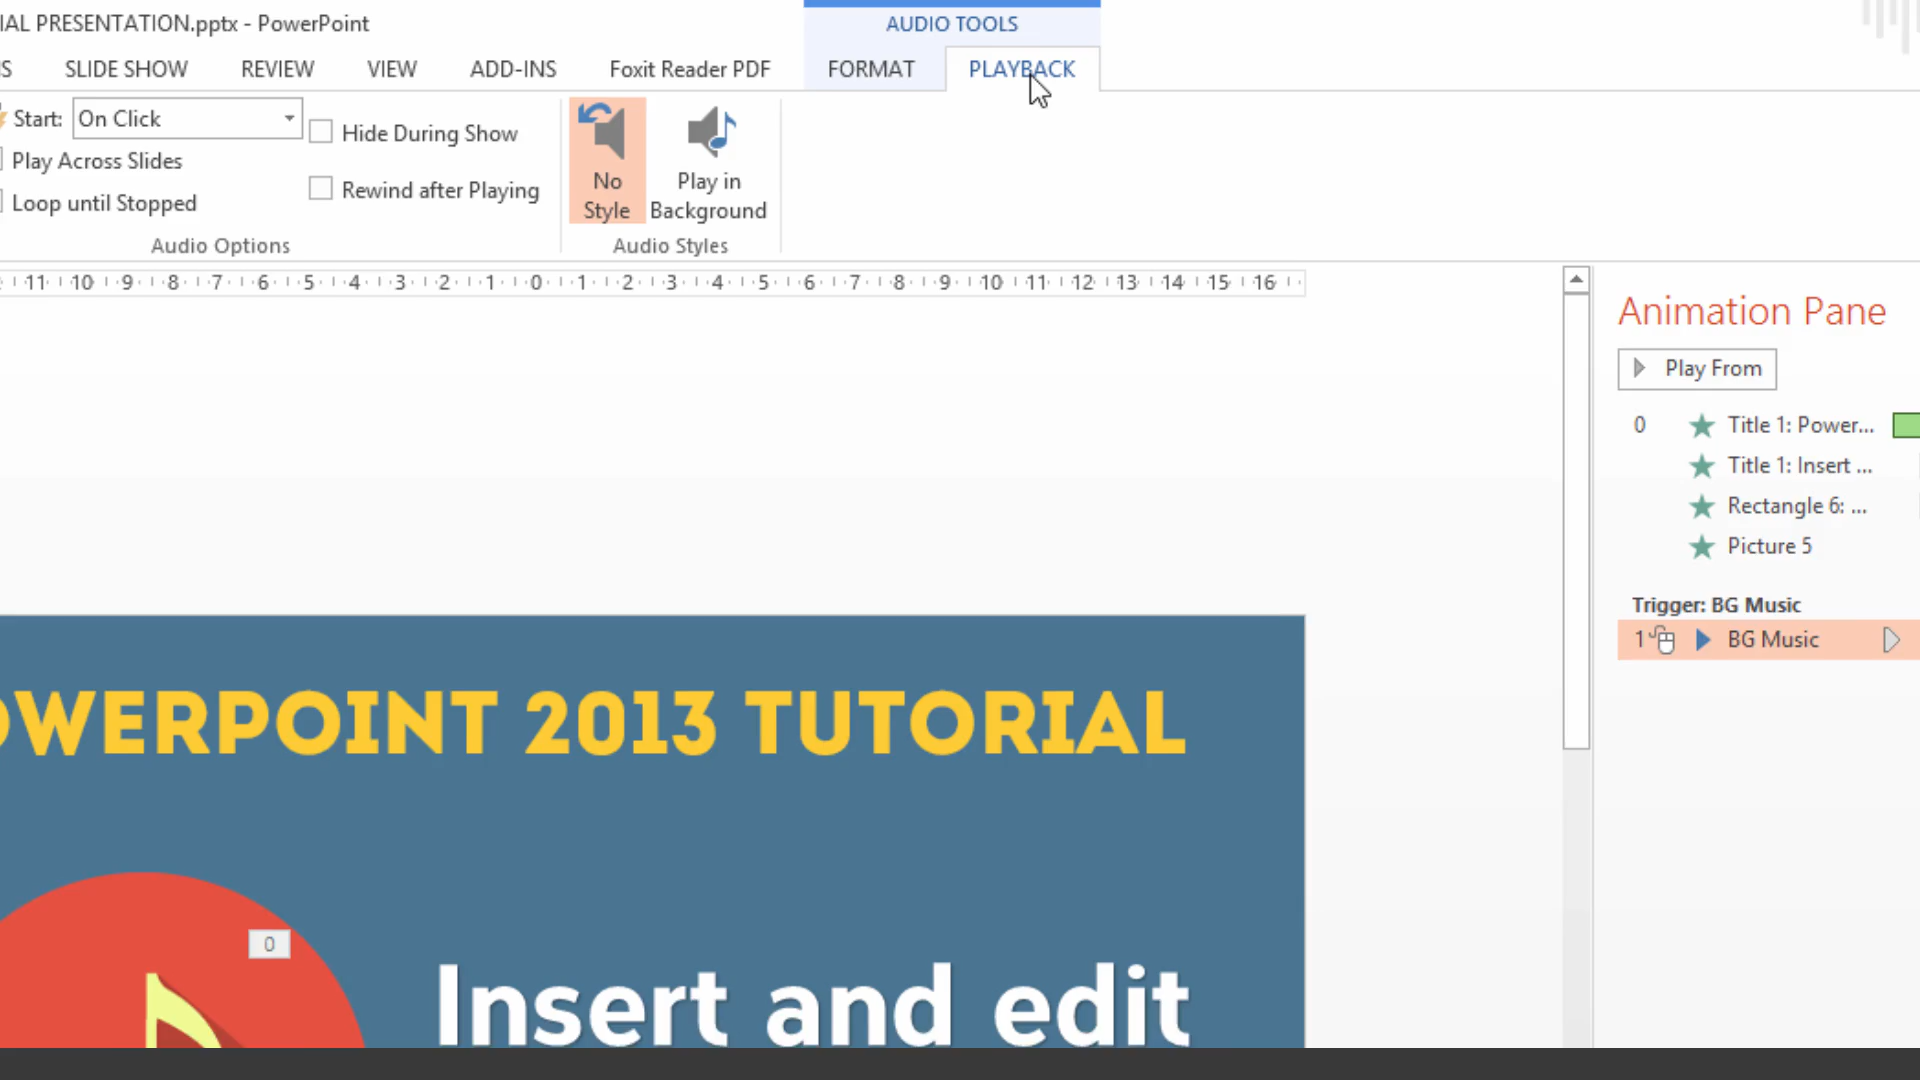 IAL PRESENTATION.pptx - PowerPoint
AUDIO TOOLS
S SLIDE SHOW REVIEW VIEW ADD-INS Foxit Reader PDF FORMAT PLAYBACK
Start: On Click
Hide During Show
Play Across Slides
Rewind after Playing
Loop until Stopped
No
Style
Play in
Background
Audio Options
Audio Styles
11 10 9 8 7 6 5 4 3 2 1 0 1 2 3 4 5 6 7 8 9 10 11 12 13 14 15 16
Animation Pane
Play From
0 Title 1: Power...
Title 1: Insert ...
Rectangle 6: ...
Picture 5
Trigger: BG Music
1 BG Music
OWERPOINT 2013 TUTORIAL
0
Insert and edit